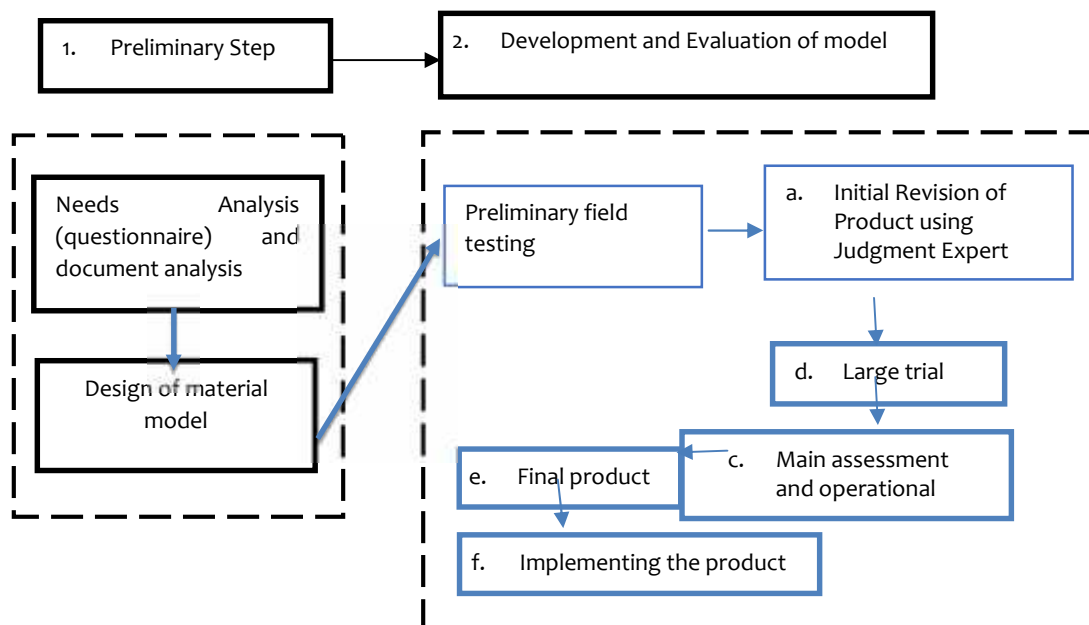 1. Preliminary Step
2. Development and Evaluation of model
Needs Analysis
(questionnaire) and
document analysis
Design of material
model
Preliminary field
testing
a. Initial Revision of
Product using
Judgment Expert
d. Large trial
c. Main assessment
and operational
e. Final product
f. Implementing the product